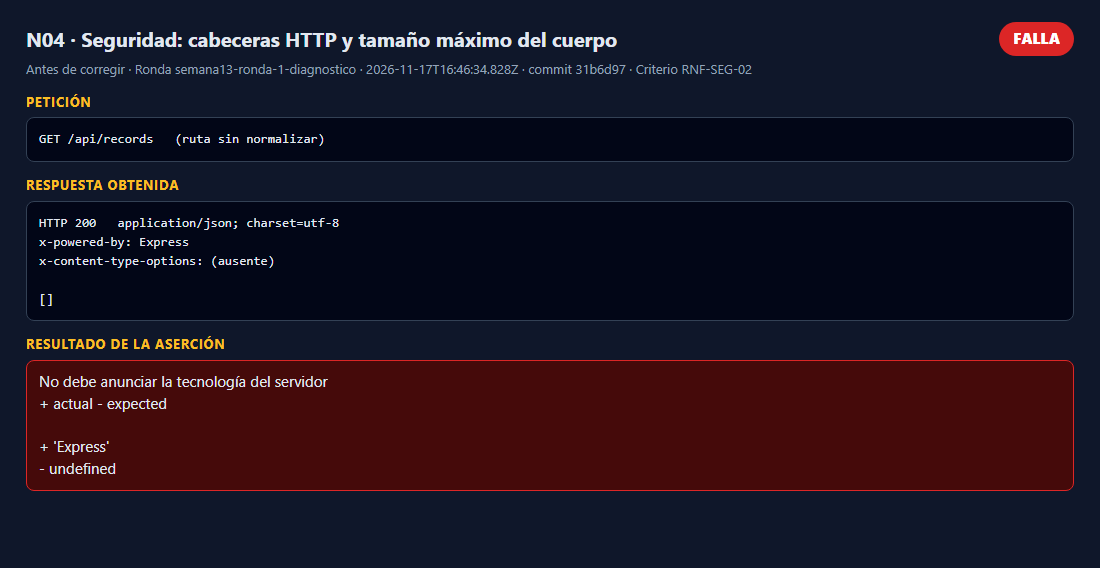 N04 · Seguridad: cabeceras HTTP y tamaño máximo del cuerpo
FALLA
Antes de corregir · Ronda semana13-ronda-1-diagnostico · 2026-11-17T16:46:34.828Z · commit 31b6d97 · Criterio RNF-SEG-02
PETICIÓN
GET /api/records   (ruta sin normalizar)
RESPUESTA OBTENIDA
HTTP 200   application/json; charset=utf-8
x-powered-by: Express
x-content-type-options: (ausente)
[]
RESULTADO DE LA ASERCIÓN
No debe anunciar la tecnología del servidor
+ actual - expected
+ 'Express'
- undefined